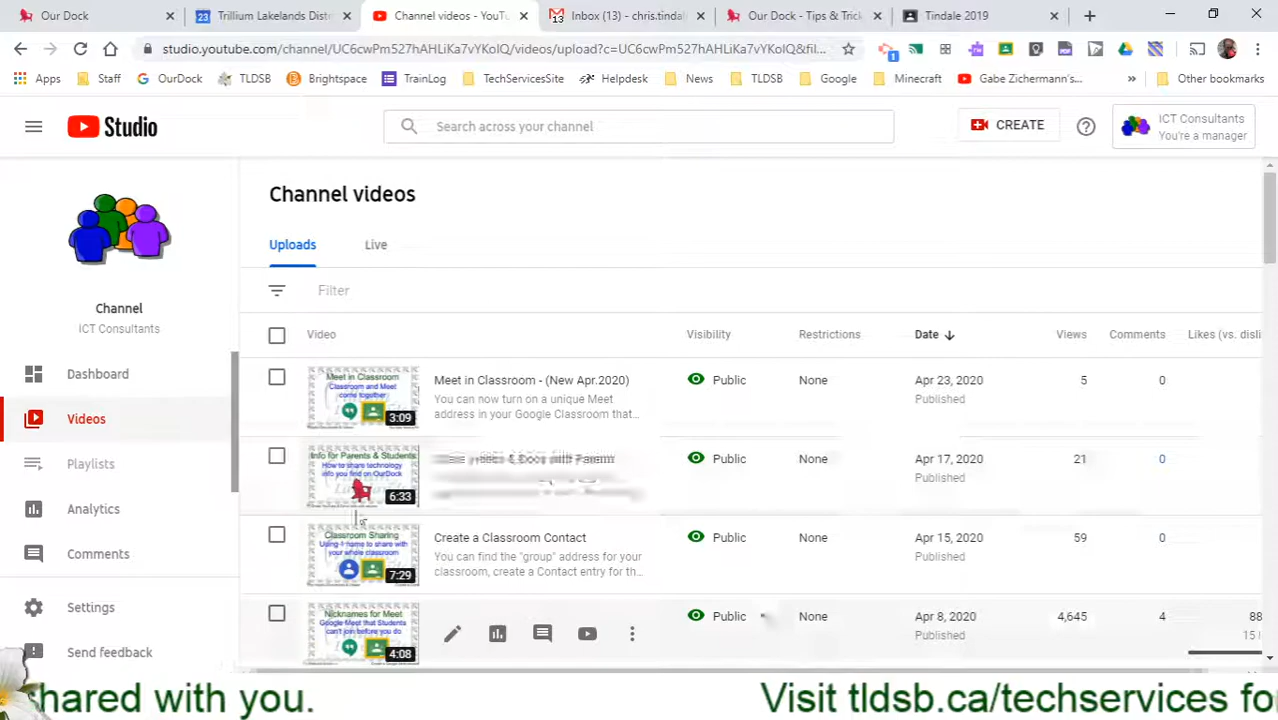 Our Dock
Trillium Lakelands Distr
Channel videos - YouTu
Inbox (13) - chris.tindal
Our Dock - Tips & Trick
Tindale 2019
studio.youtube.com/channel/UC6cwPm527hAHLiKa7vYKoIQ/videos/upload?c=UC6cwPm527hAHLiKa7vYKoIQ&fil...
Apps Staff OurDock TLDSB Brightspace TrainLog TechServicesSite Helpdesk News TLDSB Google Minecraft Gabe Zichermann's... » Other bookmarks
Studio
Search across your channel
CREATE
ICT Consultants
You're a manager
Channel
ICT Consultants
Dashboard
Videos
Playlists
Analytics
Comments
Settings
Send feedback
Channel videos
Uploads Live
Filter
Video Visibility Restrictions Date Views Comments Likes (vs. disli
Meet in Classroom
Classroom and Meet
come together
3:09
Meet in Classroom - (New Apr.2020)
You can now turn on a unique Meet
address in your Google Classroom that...
Public None Apr 23, 2020 5 0
Published
Info for Parents & Students
How to share technology
info you find on OurDock
6:33
Public None Apr 17, 2020 21 0
Published
Classroom Sharing
Using 1 name to share with
your whole classroom
7:29
Create a Classroom Contact
You can find the "group" address for a
classroom, create a Contact entry for th...
Public None Apr 15, 2020 59 0
Published
Nicknames for Meet
Google Meet that Students
can't join before you do
4:08
Public None Apr 8, 2020 4,645 4 88
Published 15 l
shared with you. Visit tldsb.ca/techservices fo